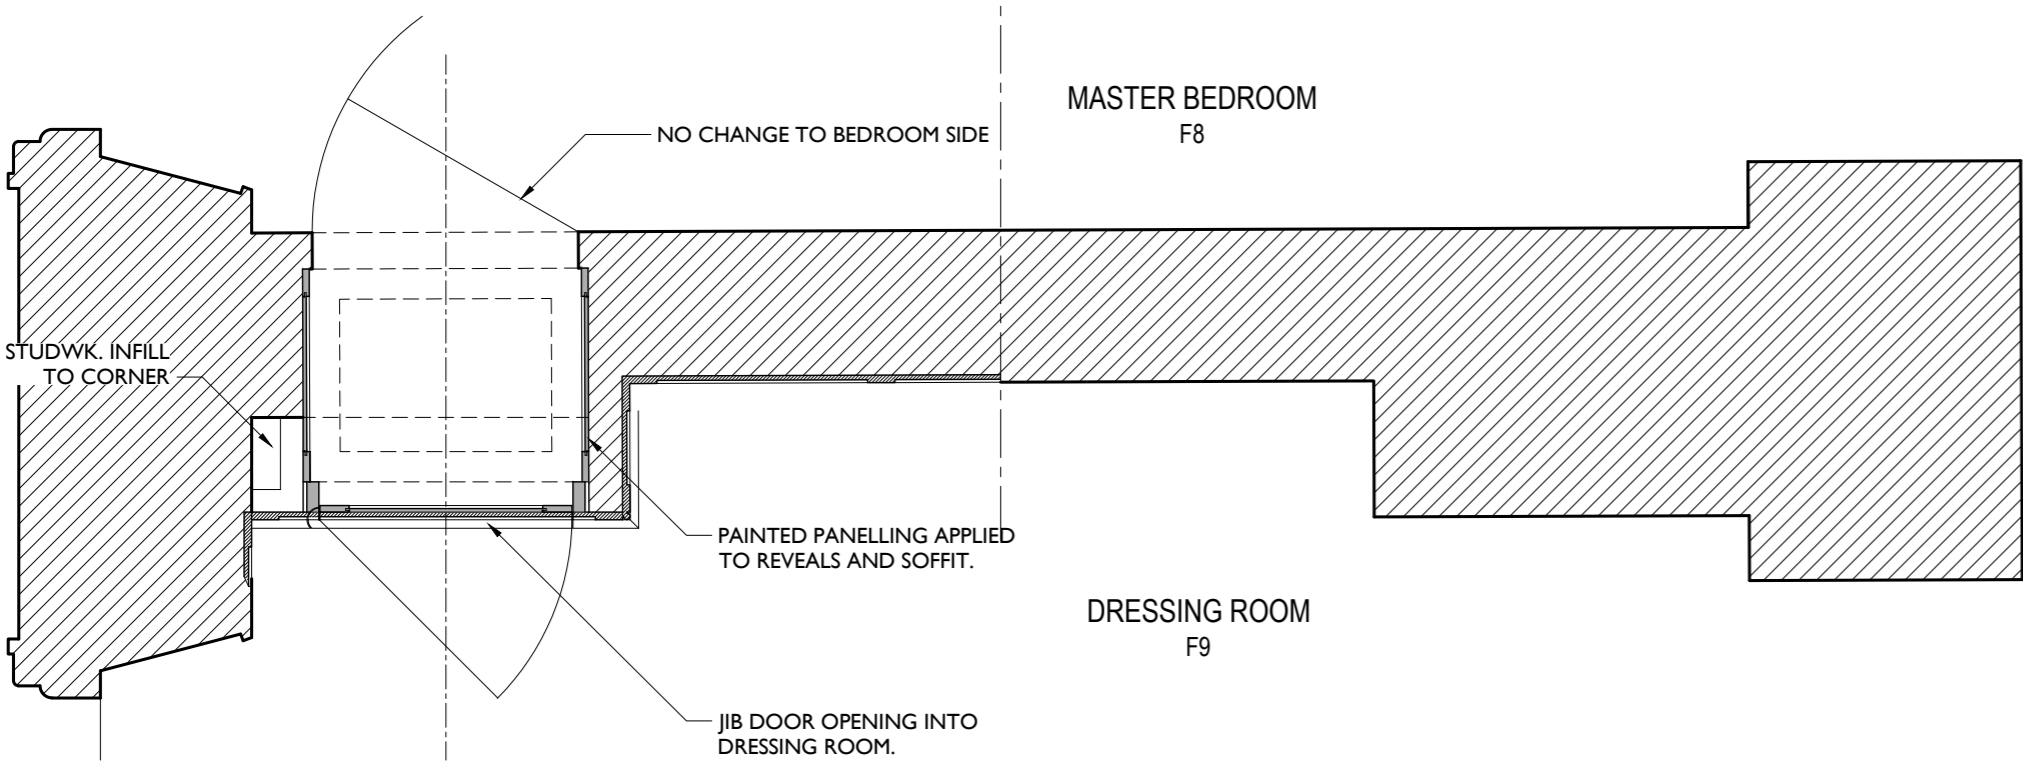 MASTER BEDROOM
F8
NO CHANGE TO BEDROOM SIDE
STUDWK. INFILL
TO CORNER
PAINTED PANELLING APPLIED
TO REVEALS AND SOFFIT.
DRESSING ROOM
F9
JIB DOOR OPENING INTO
DRESSING ROOM.